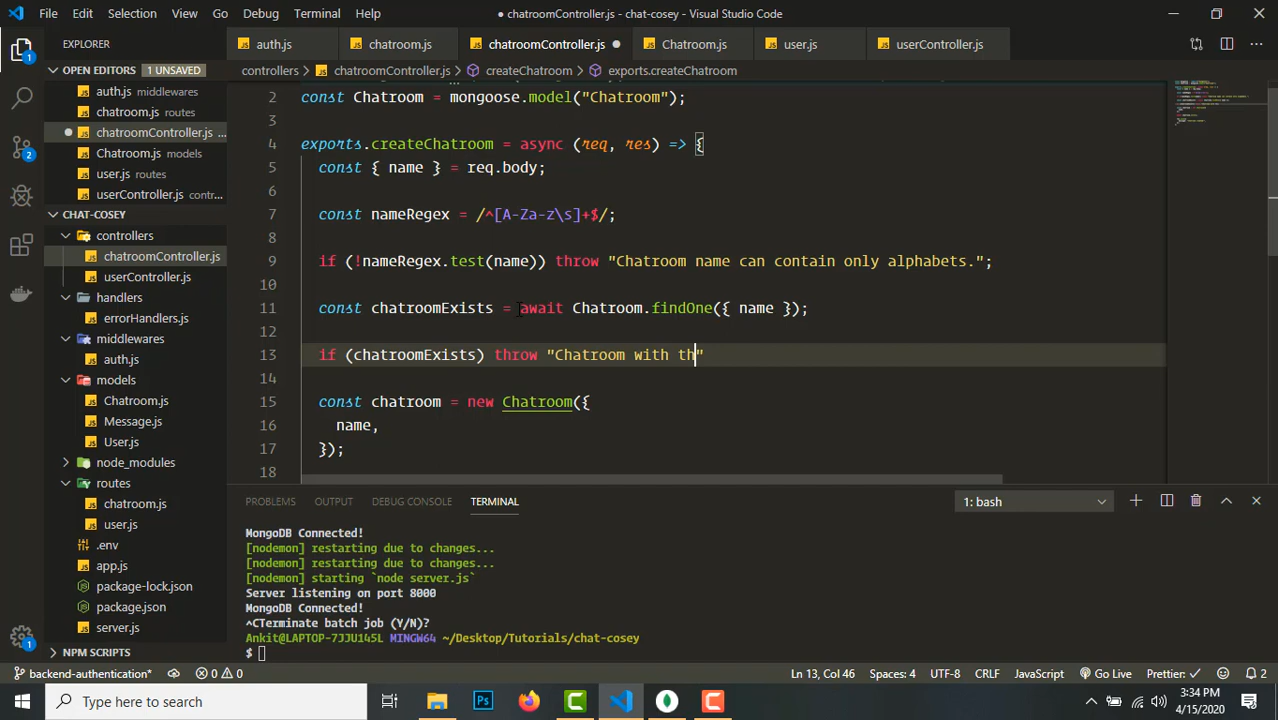 File Edit Selection View Go Debug Terminal Help
● chatroomController.js - chat-cosey - Visual Studio Code
EXPLORER
auth.js
chatroom.js
chatroomController.js ●
Chatroom.js
user.js
userController.js
OPEN EDITORS 1 UNSAVED
controllers > chatroomController.js > createChatroom > exports.createChatroom
auth.js middlewares
chatroom.js routes
● chatroomController.js ...
Chatroom.js models
user.js routes
userController.js contr...
CHAT-COSEY
controllers
chatroomController.js
userController.js
handlers
errorHandlers.js
middlewares
auth.js
models
Chatroom.js
Message.js
User.js
node_modules
routes
chatroom.js
user.js
.env
app.js
package-lock.json
package.json
server.js
NPM SCRIPTS
2 const Chatroom = mongoose.model("Chatroom");
3
4 exports.createChatroom = async (req, res) => {
5 const { name } = req.body;
6
7 const nameRegex = /^[A-Za-z\s]+$/;
8
9 if (!nameRegex.test(name)) throw "Chatroom name can contain only alphabets.";
10
11 const chatroomExists = await Chatroom.findOne({ name });
12
13 if (chatroomExists) throw "Chatroom with th"
14
15 const chatroom = new Chatroom({
16 name,
17 });
18
PROBLEMS OUTPUT DEBUG CONSOLE TERMINAL
1: bash
MongoDB Connected!
[nodemon] restarting due to changes...
[nodemon] restarting due to changes...
[nodemon] starting `node server.js`
Server listening on port 8000
MongoDB Connected!
^CTerminate batch job (Y/N)?
Ankit@LAPTOP-7JJU145L MINGW64 ~/Desktop/Tutorials/chat-cosey
$
backend-authentication* 0 0
Ln 13, Col 46 Spaces: 4 UTF-8 CRLF JavaScript Go Live Prettier: ✓ 2
Type here to search
3:34 PM
4/15/2020